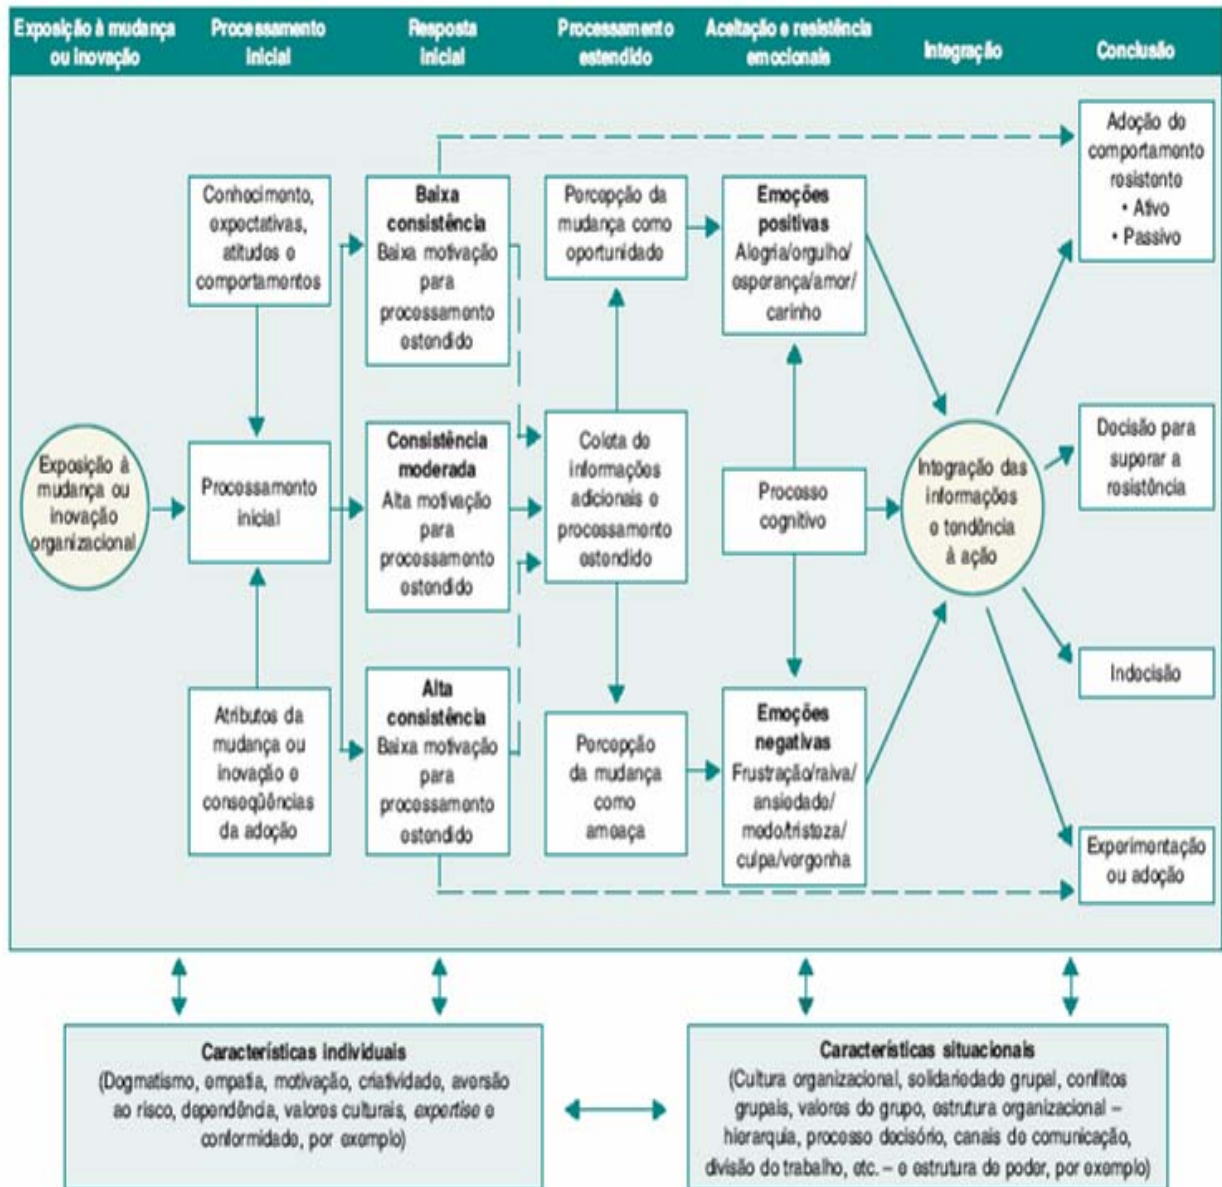 Exposição à mudança
ou inovação
Processamento
inicial
Resposta
inicial
Processamento
estendido
Aceitação e resistência
emocionais
Integração
Conclusão
Conhecimento,
expectativas,
atitudes e
comportamentos
Baixa
consistência
Baixa motivação
para
processamento
estendido
Percepção da
mudança como
oportunidade
Emoções
positivas
Alegria/orgulho/
esperança/amor/
carinho
Adoção de
comportamento
resistente
• Ativo
• Passivo
Exposição à
mudança ou
inovação
organizacional
Processamento
inicial
Consistência
moderada
Alta motivação
para
processamento
estendido
Coleta de
informações
adicionais e
processamento
estendido
Processo
cognitivo
Integração das
informações
e tendência
à ação
Decisão para
superar a
resistência
Indecisão
Atributos da
mudança ou
inovação e
conseqüências
da adoção
Alta
consistência
Baixa motivação
para
processamento
estendido
Percepção
da mudança
como
ameaça
Emoções
negativas
Frustração/raiva/
ansiedade/
medo/tristeza/
culpa/vergonha
Experimentação
ou adoção
Características individuais
(Dogmatismo, empatia, motivação, criatividade, aversão
ao risco, dependência, valores culturais, expertise e
conformidade, por exemplo)
Características situacionais
(Cultura organizacional, solidariedade grupal, conflitos
grupais, valores do grupo, estrutura organizacional –
hierarquia, processo decisório, canais de comunicação,
divisão do trabalho, etc. – e estrutura de poder, por exemplo)